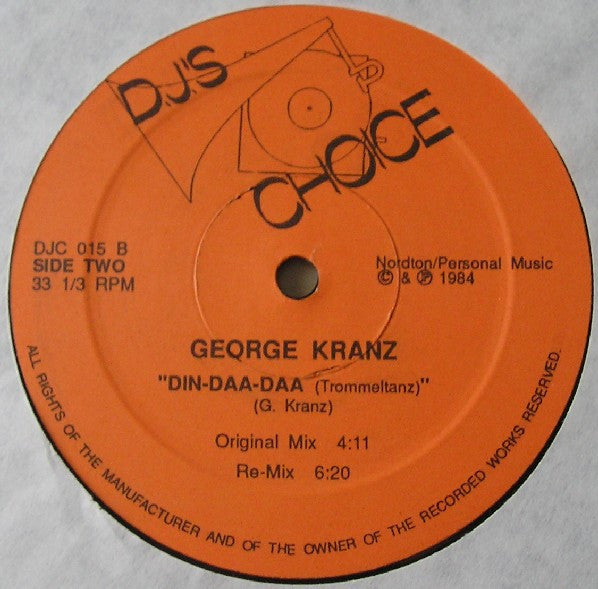 D.J.'S
CHOICE
DJC 015 B
SIDE TWO
33 1/3 RPM
Nordton/Personal Music
© & ℗ 1984
GEORGE KRANZ
"DIN-DAA-DAA (Trommeltanz)"
(G. Kranz)
Original Mix 4:11
Re-Mix 6:20
ALL RIGHTS OF THE MANUFACTURER AND OF THE OWNER OF THE RECORDED WORKS RESERVED.